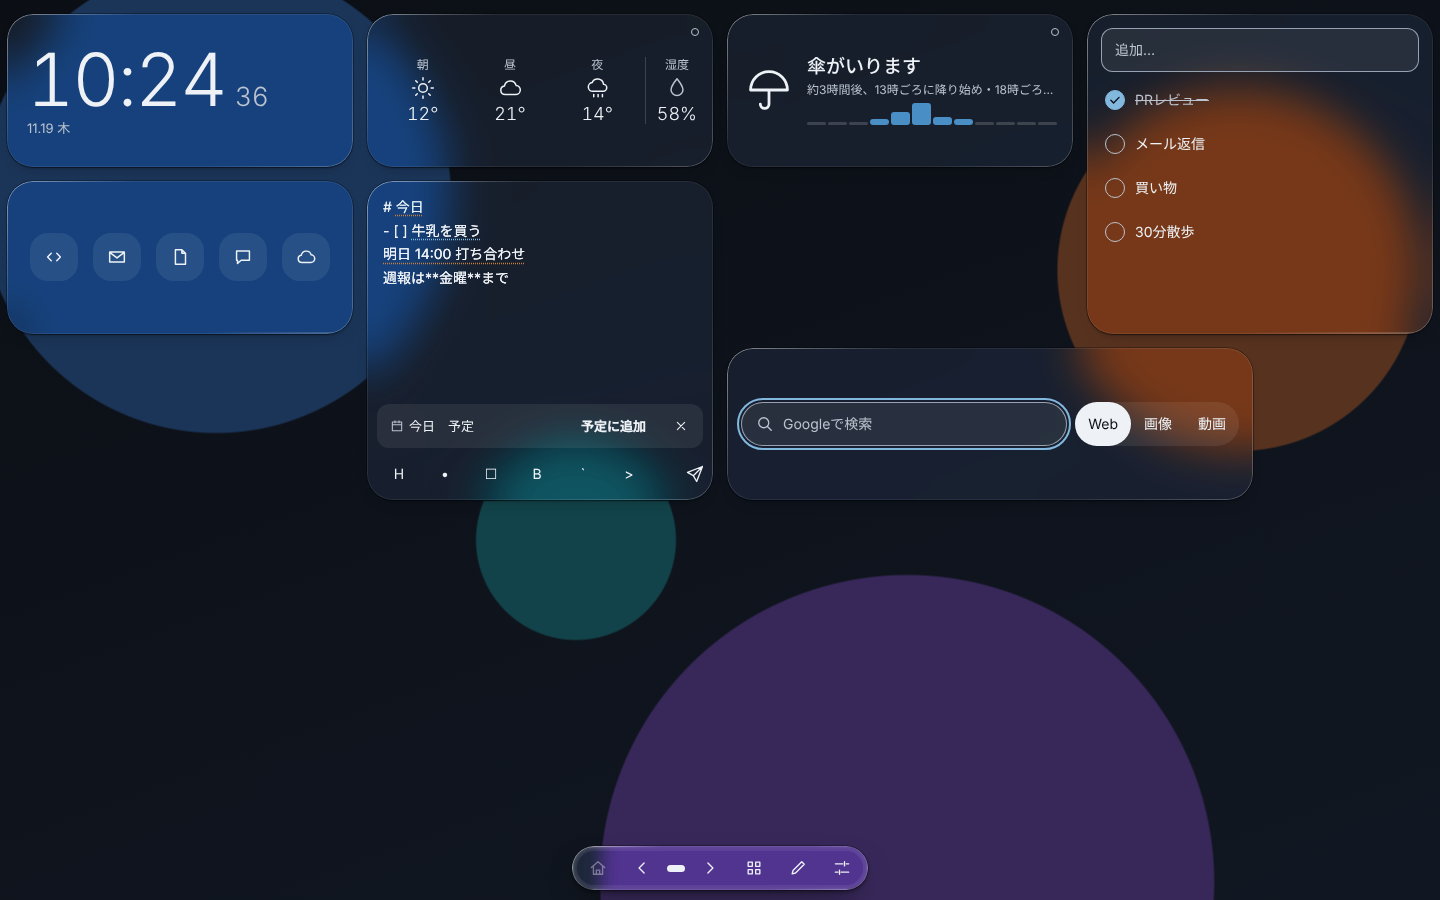 10:24 36
11.19 木
朝 昼 夜 湿度
12° 21° 14° 58%
傘がいります
約3時間後、13時ごろに降り始め・18時ごろ…
追加...
PRレビュー
メール返信
買い物
30分散歩
# 今日
- [ ] 牛乳を買う
明日 14:00 打ち合わせ
週報は**金曜**まで
今日 予定 予定に追加
H • □ B ` >
Googleで検索
Web 画像 動画